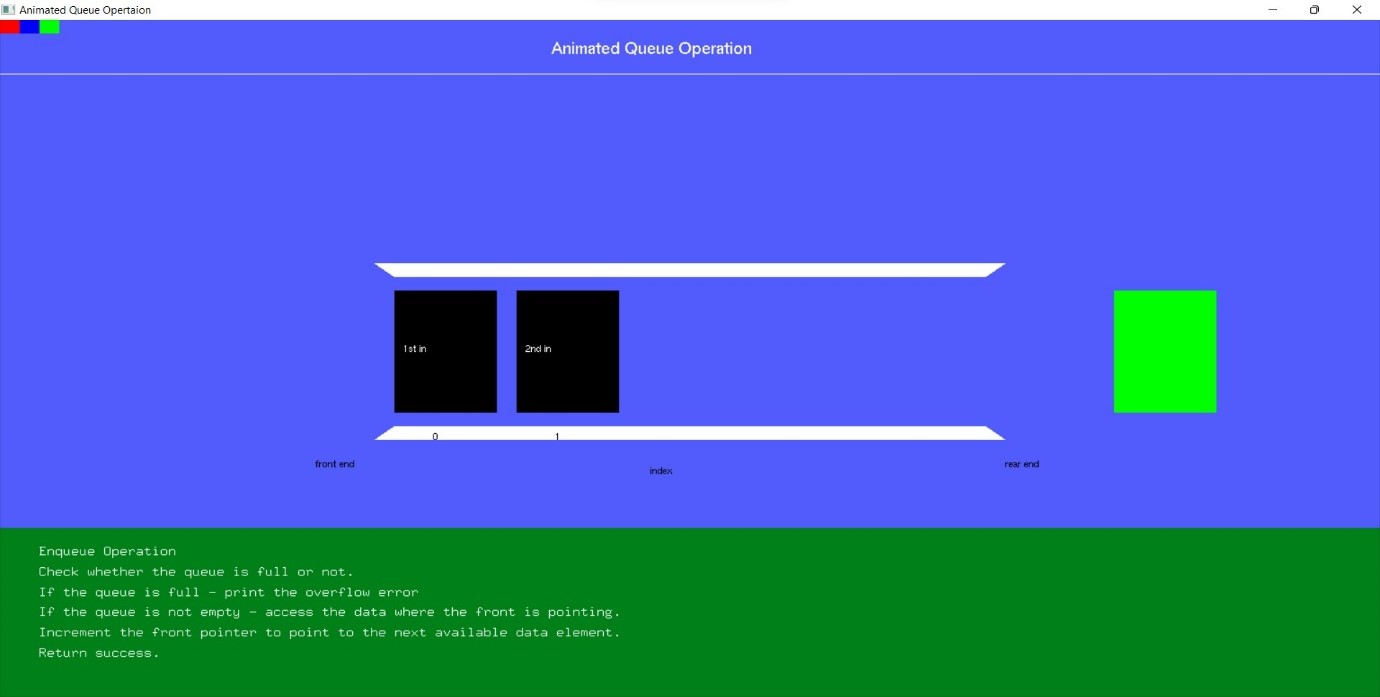 Animated Queue Opertaion
Animated Queue Operation
1st in
2nd in
0
1
front end
index
rear end
Enqueue Operation
Check whether the queue is full or not.
If the queue is full - print the overflow error
If the queue is not empty - access the data where the front is pointing.
Increment the front pointer to point to the next available data element.
Return success.